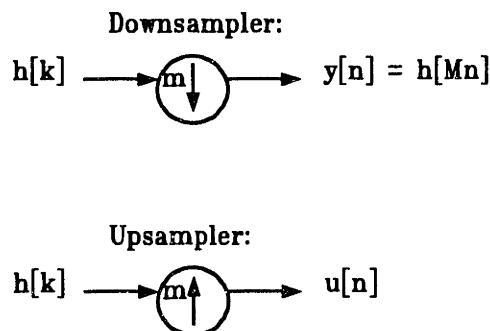 Downsampler:
h[k] m y[n] = h[Mn]
Upsampler:
h[k] m u[n]